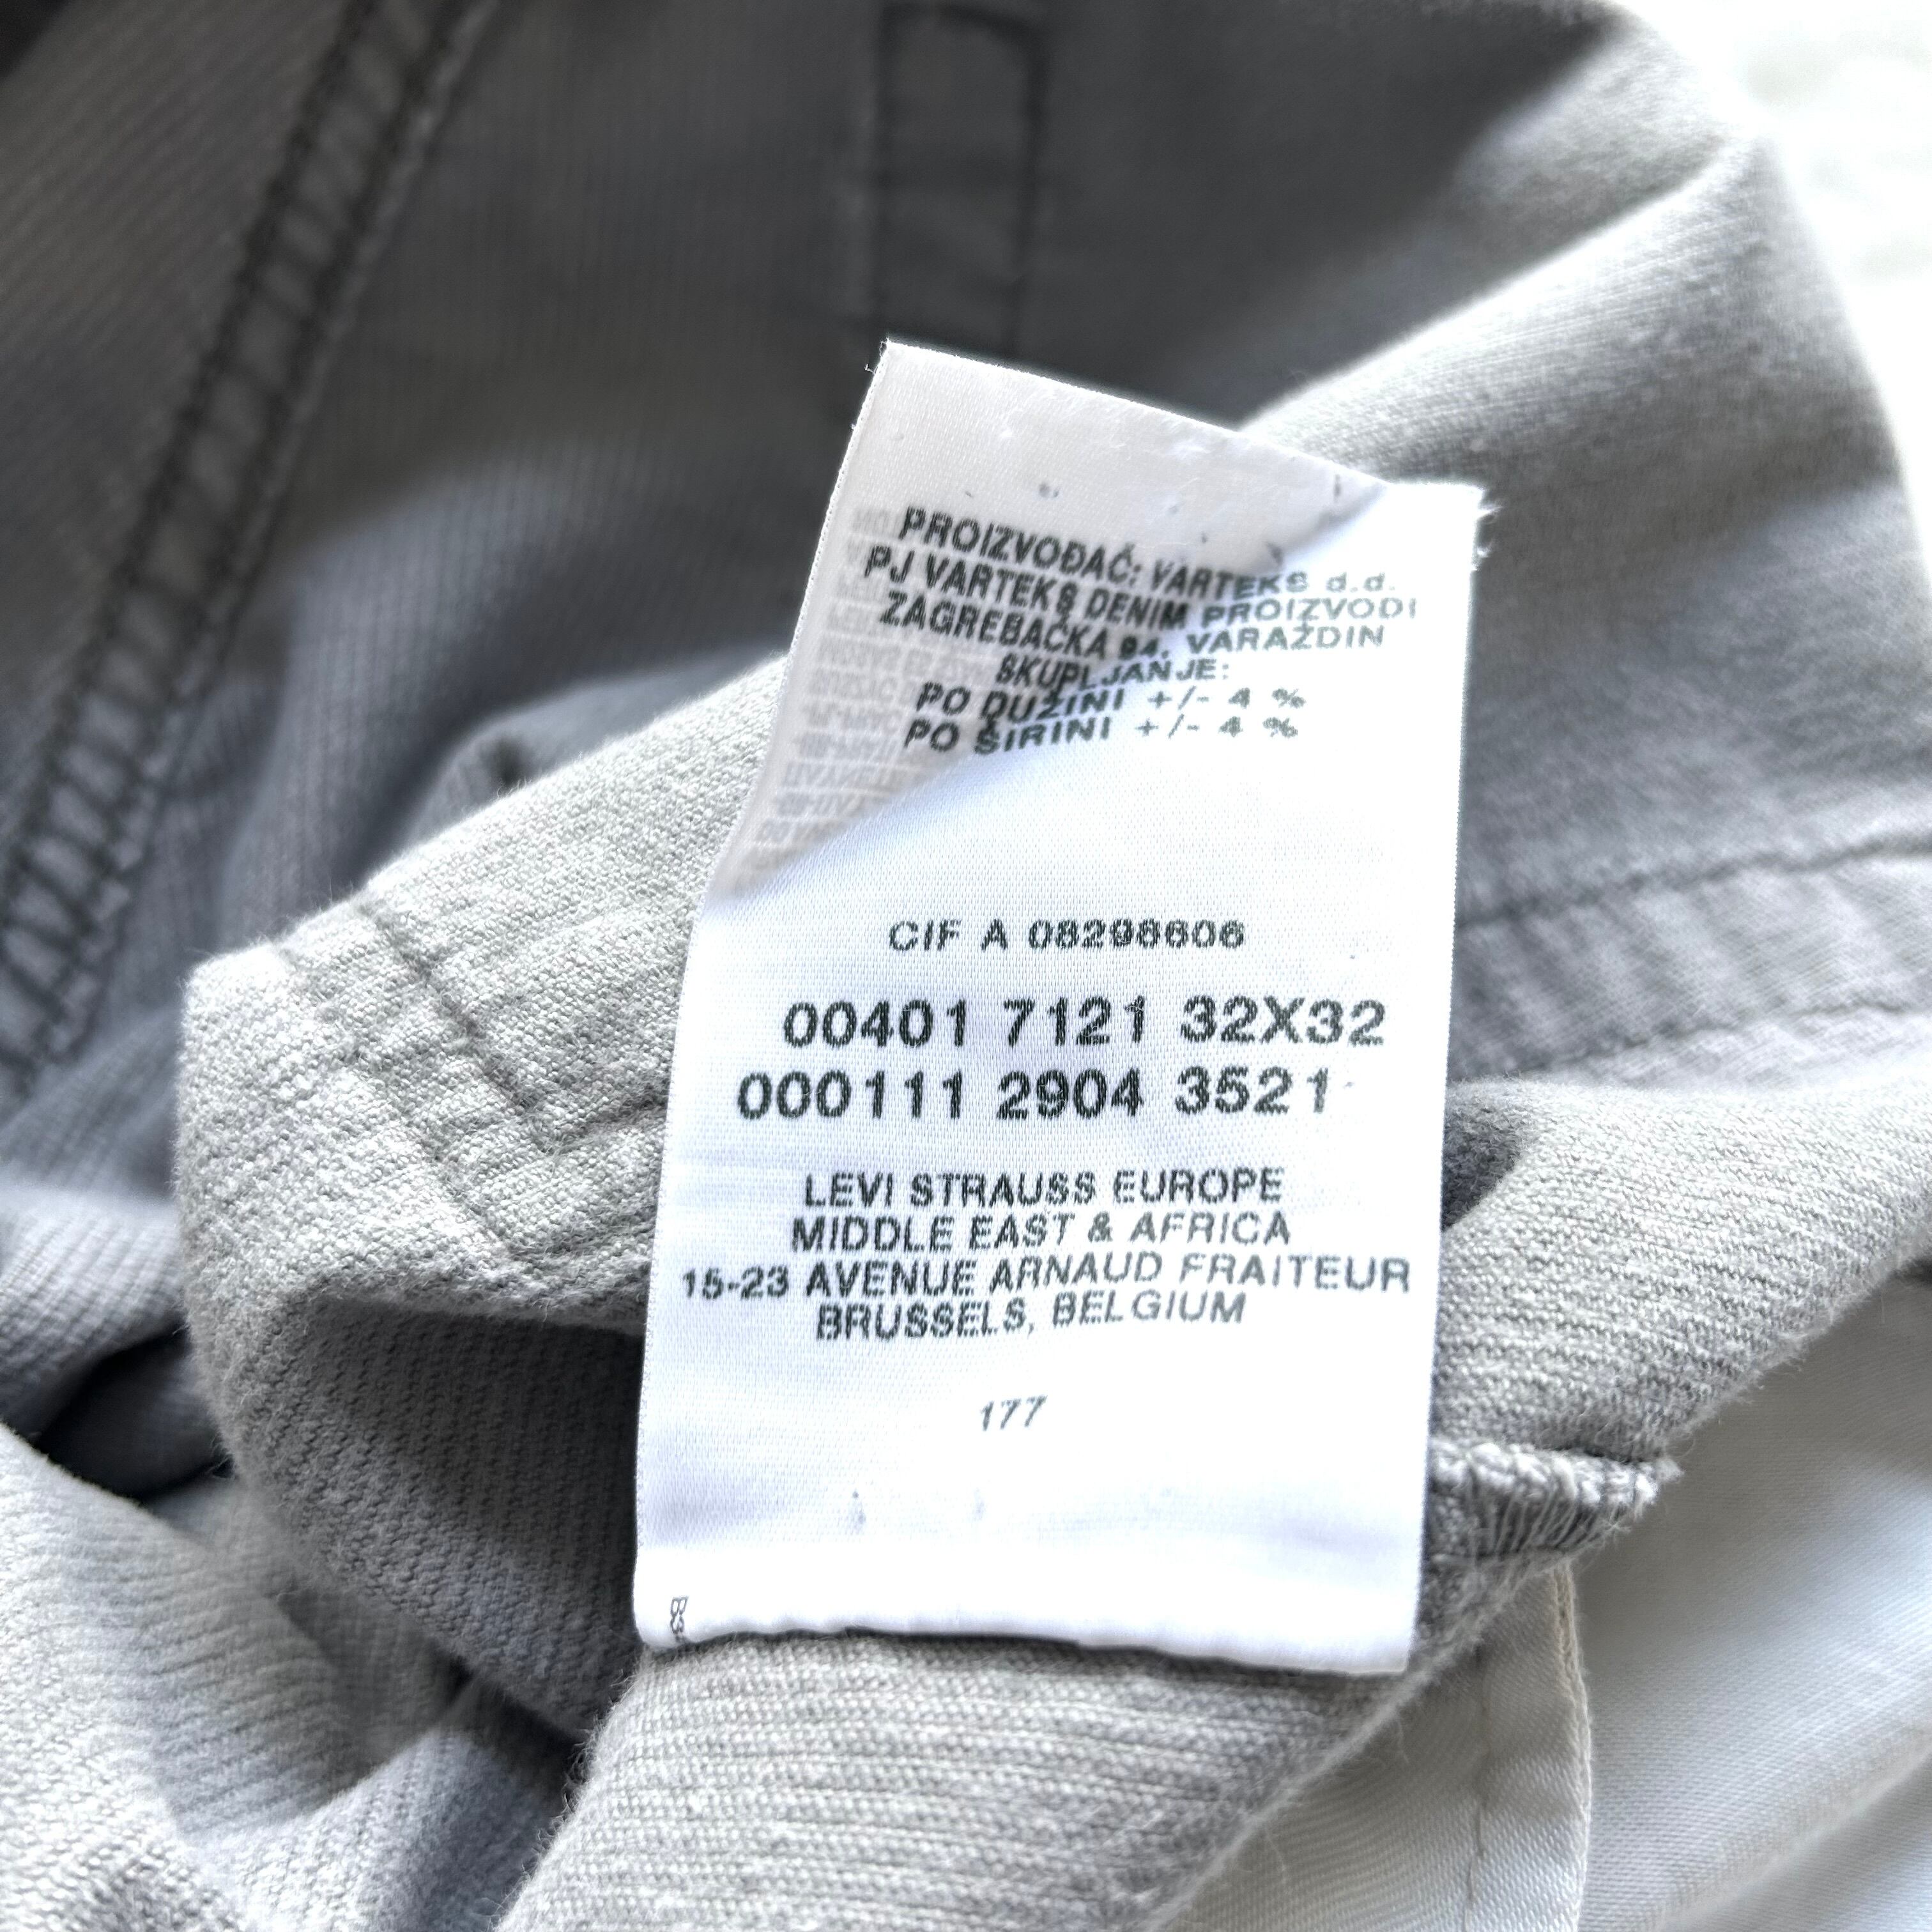 PROIZVOĐAĆ: VARTEKS d.d.
PJ VARTEKS DENIM PROIZVODI
ZAGREBAČKA 94, VARAŽDIN
SKUPLJANJE:
PO DUŽINI +/- 4 %
PO ŠIRINI +/- 4 %
CIF A 08298606
00401 7121 32X32
000111 2904 3521
LEVI STRAUSS EUROPE
MIDDLE EAST & AFRICA
15-23 AVENUE ARNAUD FRAITEUR
BRUSSELS, BELGIUM
177